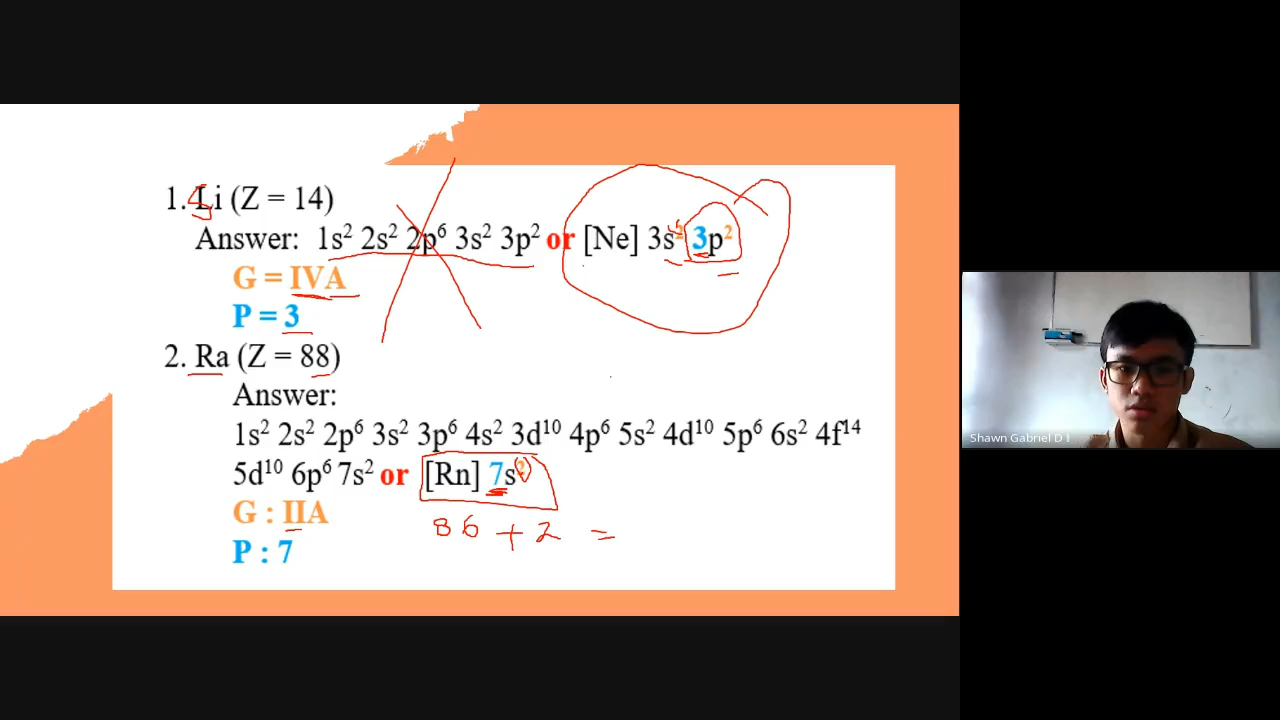 1. Li (Z = 14)
S
Answer: 1s² 2s² 2p⁶ 3s² 3p² or [Ne] 3s² 3p²
G = IVA
P = 3
2. Ra (Z = 88)
Answer:
1s² 2s² 2p⁶ 3s² 3p⁶ 4s² 3d¹⁰ 4p⁶ 5s² 4d¹⁰ 5p⁶ 6s² 4f¹⁴
5d¹⁰ 6p⁶ 7s² or [Rn] 7s²
G : IIA
86 + 2 =
P : 7
Shawn Gabriel D I